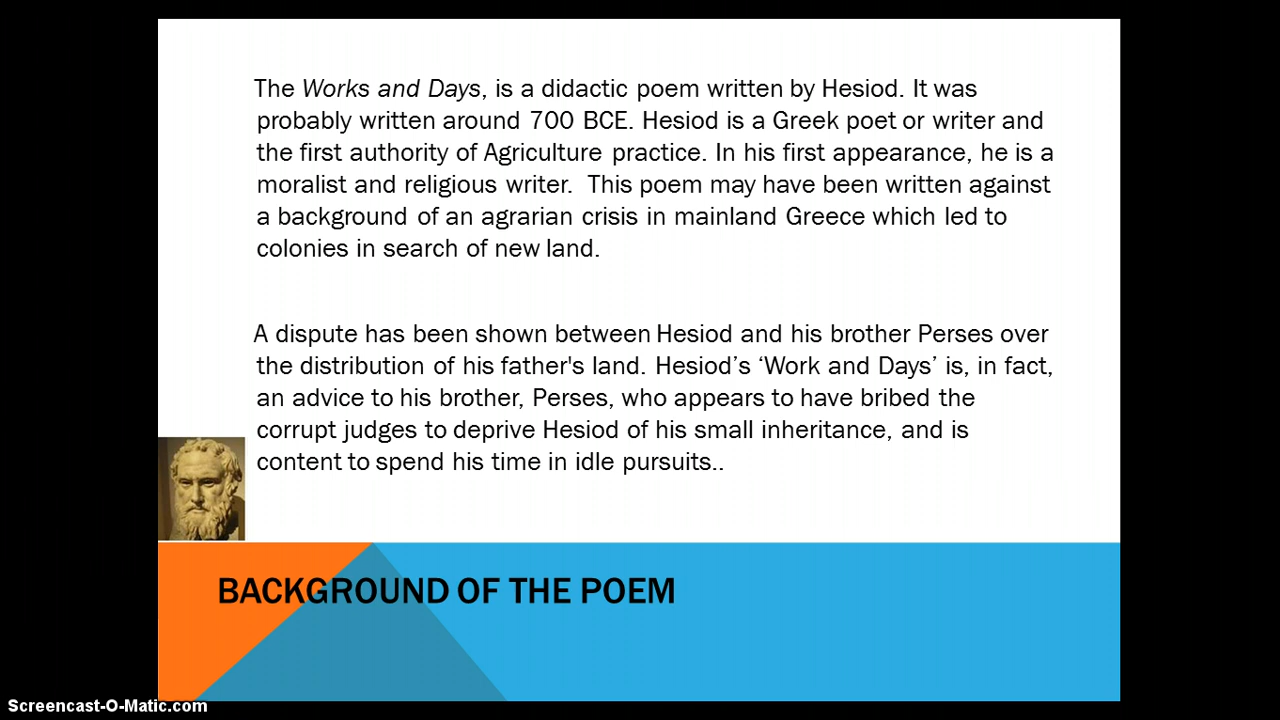 The Works and Days, is a didactic poem written by Hesiod. It was
probably written around 700 BCE. Hesiod is a Greek poet or writer and
the first authority of Agriculture practice. In his first appearance, he is a
moralist and religious writer.  This poem may have been written against
a background of an agrarian crisis in mainland Greece which led to
colonies in search of new land.
A dispute has been shown between Hesiod and his brother Perses over
the distribution of his father's land. Hesiod’s ‘Work and Days’ is, in fact,
an advice to his brother, Perses, who appears to have bribed the
corrupt judges to deprive Hesiod of his small inheritance, and is
content to spend his time in idle pursuits..
BACKGROUND OF THE POEM
Screencast-O-Matic.com